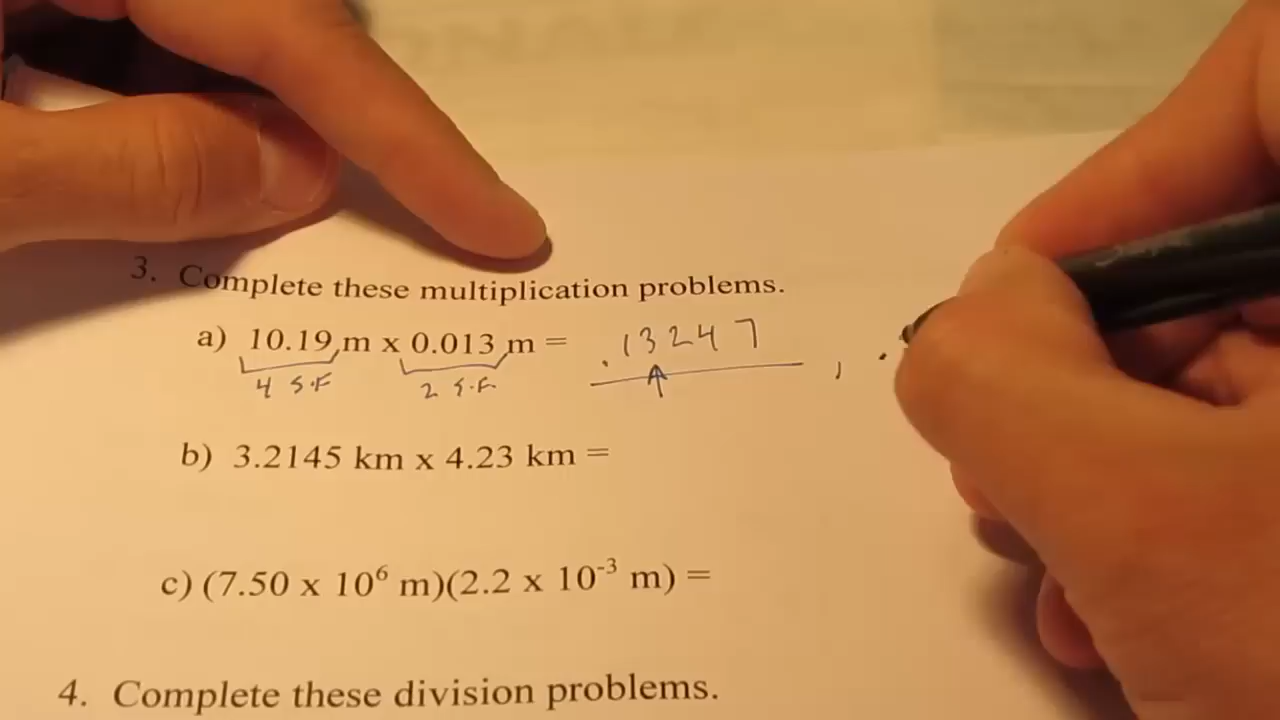 3. Complete these multiplication problems.
a) 10.19 m x 0.013 m = .13247 , .
4 S.F 2 S.F.
b) 3.2145 km x 4.23 km =
c) (7.50 x 10⁶ m)(2.2 x 10⁻³ m) =
4. Complete these division problems.